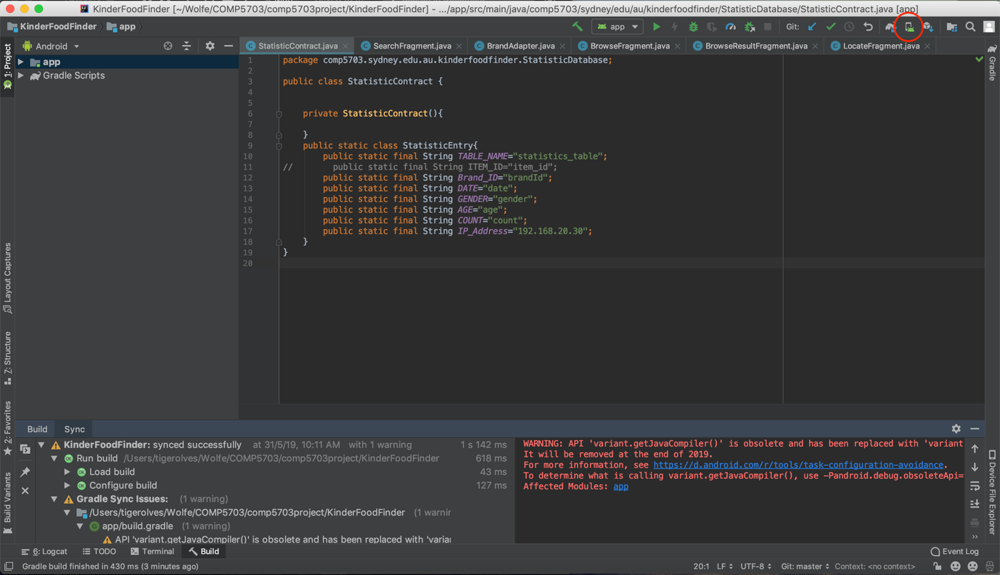 KinderFoodFinder [~/Wolfe/COMP5703/comp5703project/KinderFoodFinder] - .../app/src/main/java/comp5703/sydney/edu/au/kinderfoodfinder/StatisticDatabase/StatisticContract.java [app]
KinderFoodFinder app
app
Git:
1: Project
Android
StatisticContract.java
SearchFragment.java
BrandAdapter.java
BrowseFragment.java
BrowseResultFragment.java
LocateFragment.java
Gradle
app
Gradle Scripts
1 package comp5703.sydney.edu.au.kinderfoodfinder.StatisticDatabase;
2
3 public class StatisticContract {
4
5
6 private StatisticContract(){
7
8 }
9 public static class StatisticEntry{
10 public static final String TABLE_NAME="statistics_table";
11 // public static final String ITEM_ID="item_id";
12 public static final String Brand_ID="brandId";
13 public static final String DATE="date";
14 public static final String GENDER="gender";
15 public static final String AGE="age";
16 public static final String COUNT="count";
17 public static final String IP_Address="192.168.20.30";
18 }
19 }
20
Layout Captures
Z: Structure
2: Favorites
Build Variants
Device File Explorer
Build Sync
KinderFoodFinder: synced successfully at 31/5/19, 10:11 AM with 1 warning 1 s 142 ms
Run build /Users/tigerolves/Wolfe/COMP5703/comp5703project/KinderFoodFinder 618 ms
Load build 43 ms
Configure build 127 ms
Gradle Sync Issues: (1 warning)
/Users/tigerolves/Wolfe/COMP5703/comp5703project/KinderFoodFinder (1 warnir
app/build.gradle (1 warning)
API 'variant.getJavaCompiler()' is obsolete and has been replaced with 'varia
WARNING: API 'variant.getJavaCompiler()' is obsolete and has been replaced with 'variant
It will be removed at the end of 2019.
For more information, see https://d.android.com/r/tools/task-configuration-avoidance.
To determine what is calling variant.getJavaCompiler(), use -Pandroid.debug.obsoleteApi=
Affected Modules: app
6: Logcat TODO Terminal Build Event Log
Gradle build finished in 430 ms (3 minutes ago) 20:1 LF UTF-8 Git: master Context: <no context>